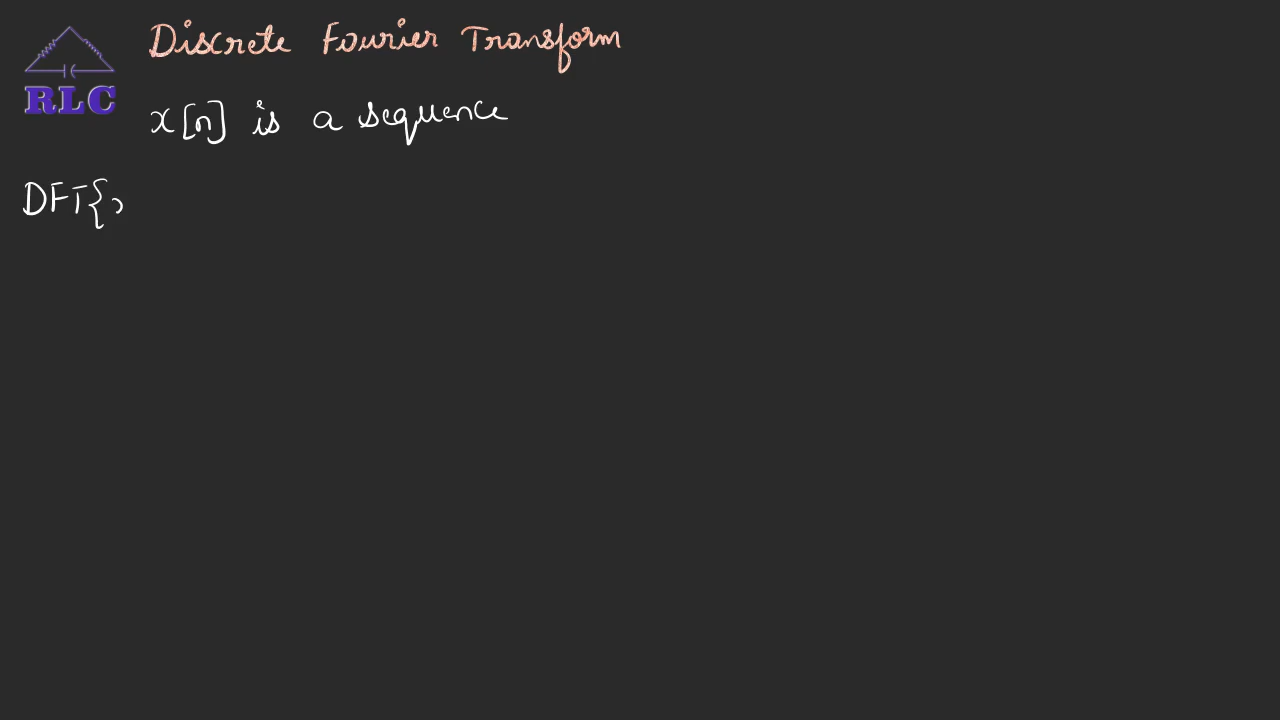 Discrete Fourier Transform
RLC
x[n] is a sequence
DFT{